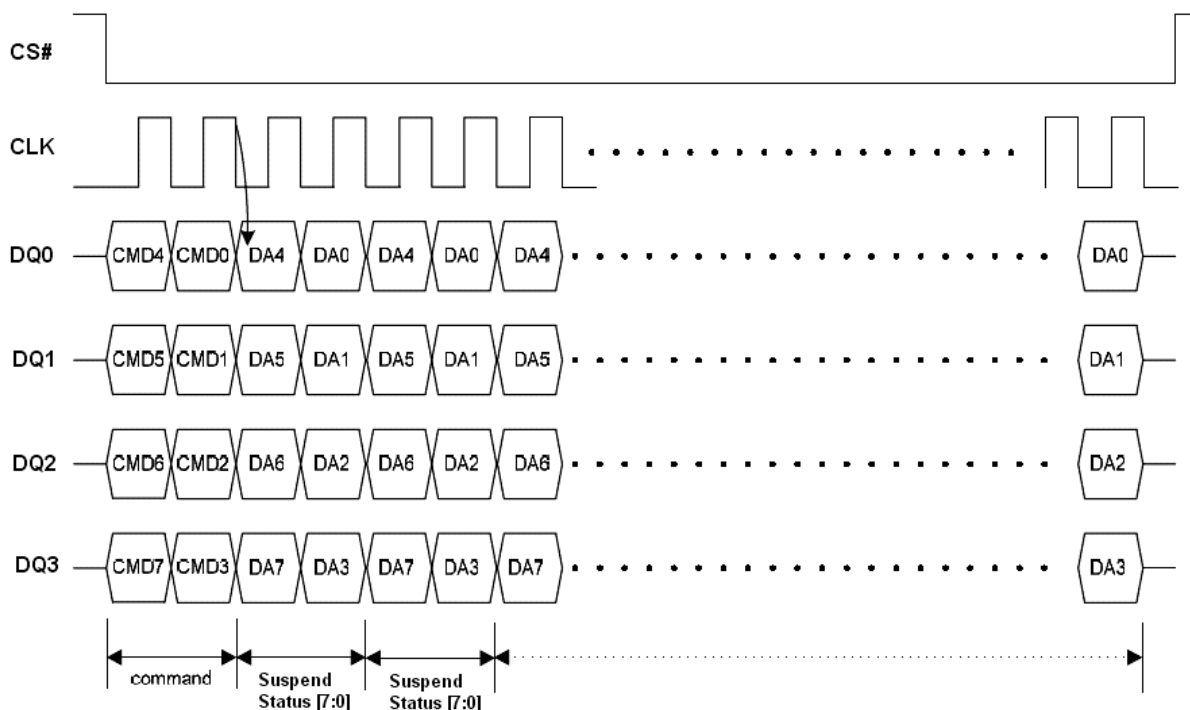 CS#
CLK
DQ0 CMD4 CMD0 DA4 DA0 DA4 DA0 DA4 DA0
DQ1 CMD5 CMD1 DA5 DA1 DA5 DA1 DA5 DA1
DQ2 CMD6 CMD2 DA6 DA2 DA6 DA2 DA6 DA2
DQ3 CMD7 CMD3 DA7 DA3 DA7 DA3 DA7 DA3
command
Suspend
Status [7:0]
Suspend
Status [7:0]